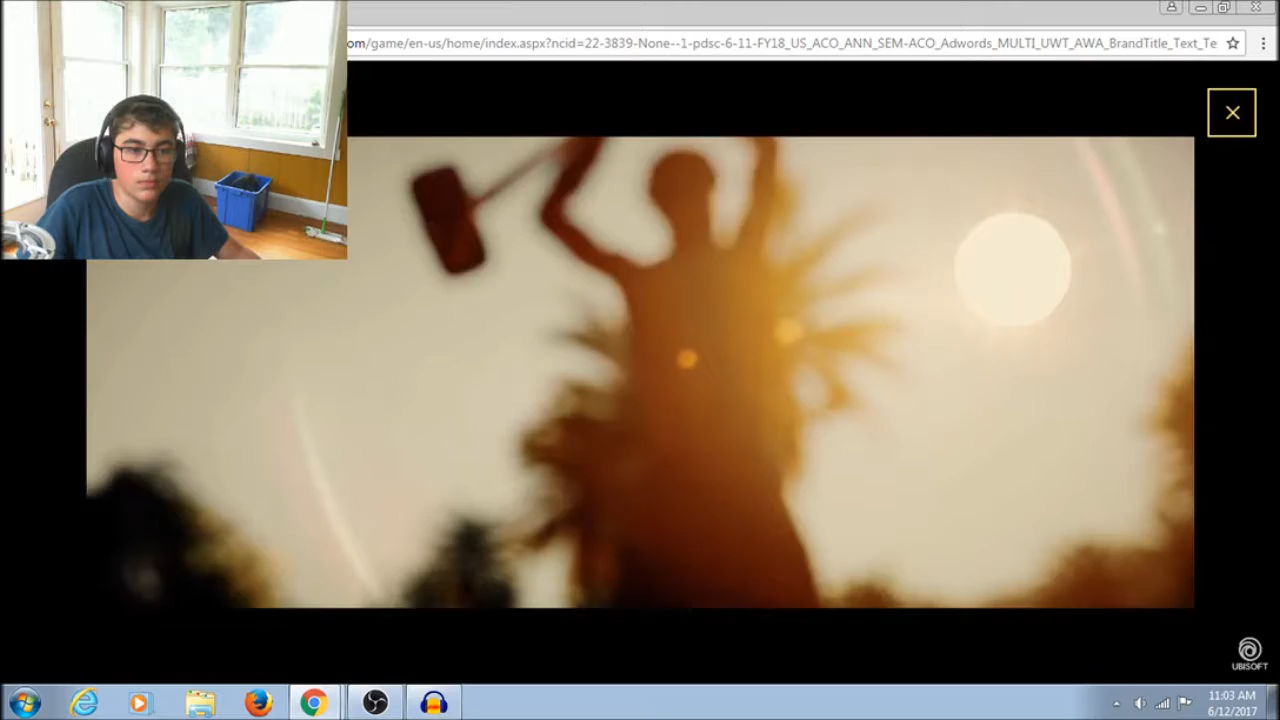 om/game/en-us/home/index.aspx?ncid=22-3839-None--1-pdsc-6-11-FY18_US_ACO_ANN_SEM-ACO_Adwords_MULTI_UWT_AWA_BrandTitle_Text_Te
UBISOFT
11:03 AM
6/12/2017